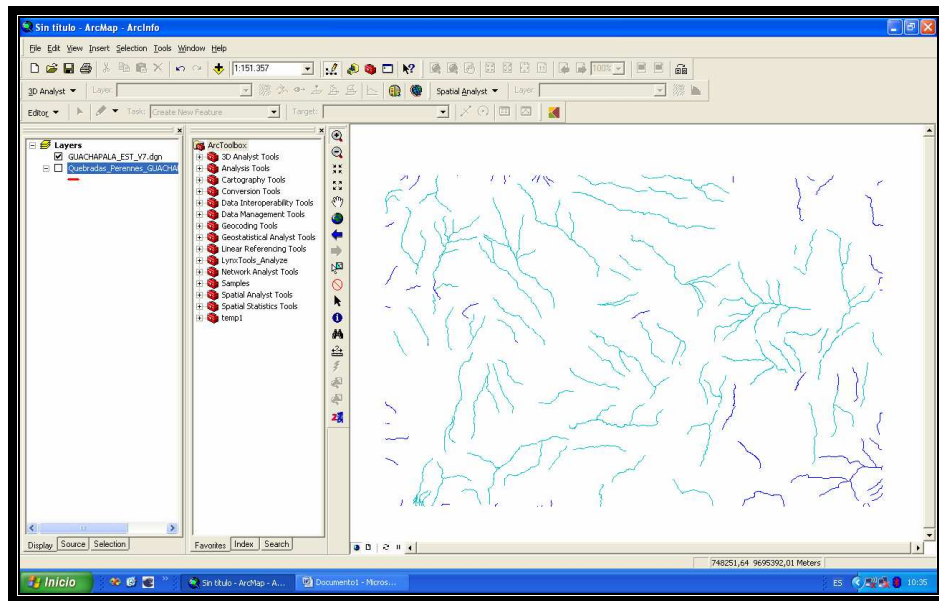 Sin título - ArcMap - ArcInfo
File Edit View Insert Selection Tools Window Help
1:151.357
100%
3D Analyst Layer:
Spatial Analyst Layer:
Editor Task: Create New Feature Target:
Layers
GUACHAPALA_EST_V7.dgn
Quebradas_Perennes_GUACHA
ArcToolbox
3D Analyst Tools
Analysis Tools
Cartography Tools
Conversion Tools
Data Interoperability Tools
Data Management Tools
Geocoding Tools
Geostatistical Analyst Tools
Linear Referencing Tools
LynxTools_Analyze
Network Analyst Tools
Samples
Spatial Analyst Tools
Spatial Statistics Tools
temp1
Display Source Selection
Favorites Index Search
748251,64 9695392,01 Meters
Inicio
Sin título - ArcMap - A...
Documento1 - Micros...
ES
10:35